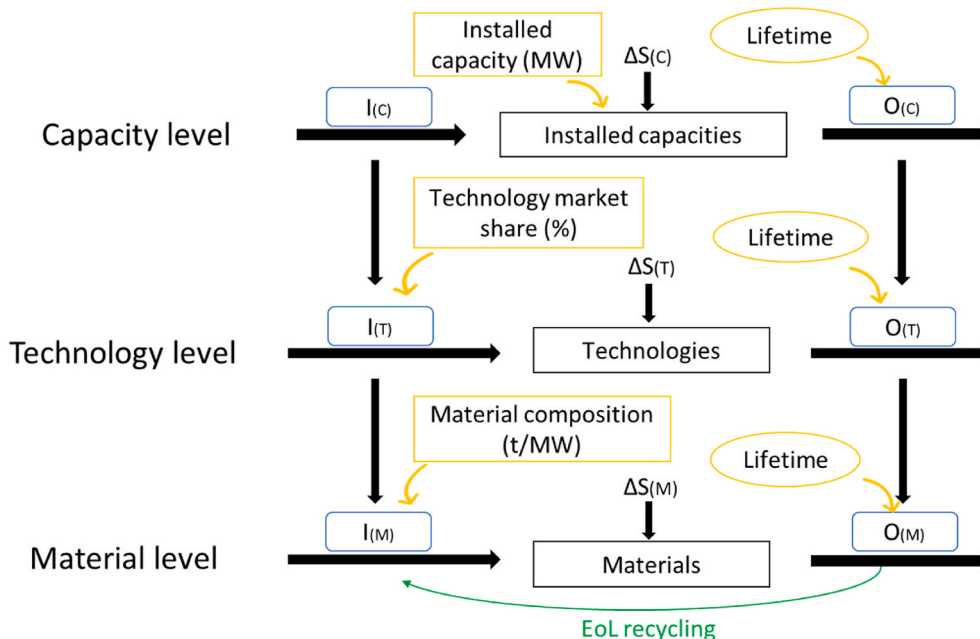 Installed
capacity (MW)
ΔS(C)
Lifetime
I(C)
O(C)
Capacity level
Installed capacities
Technology market
share (%)
Lifetime
ΔS(T)
I(T)
O(T)
Technology level
Technologies
Material composition
(t/MW)
Lifetime
ΔS(M)
I(M)
O(M)
Material level
Materials
EoL recycling